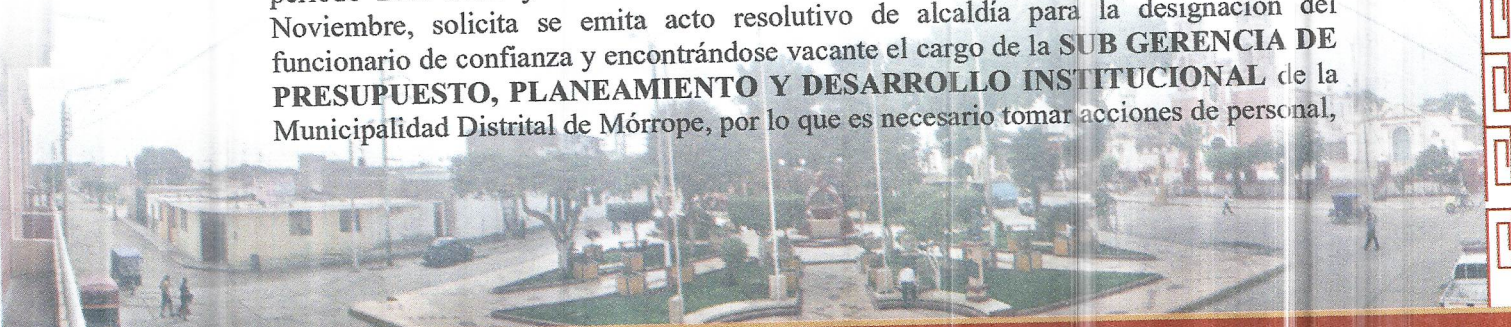 Noviembre, solicita se emita acto resolutivo de alcaldía para la designación del
funcionario de confianza y encontrándose vacante el cargo de la SUB GERENCIA DE
PRESUPUESTO, PLANEAMIENTO Y DESARROLLO INSTITUCIONAL de la
Municipalidad Distrital de Mórrope, por lo que es necesario tomar acciones de personal,